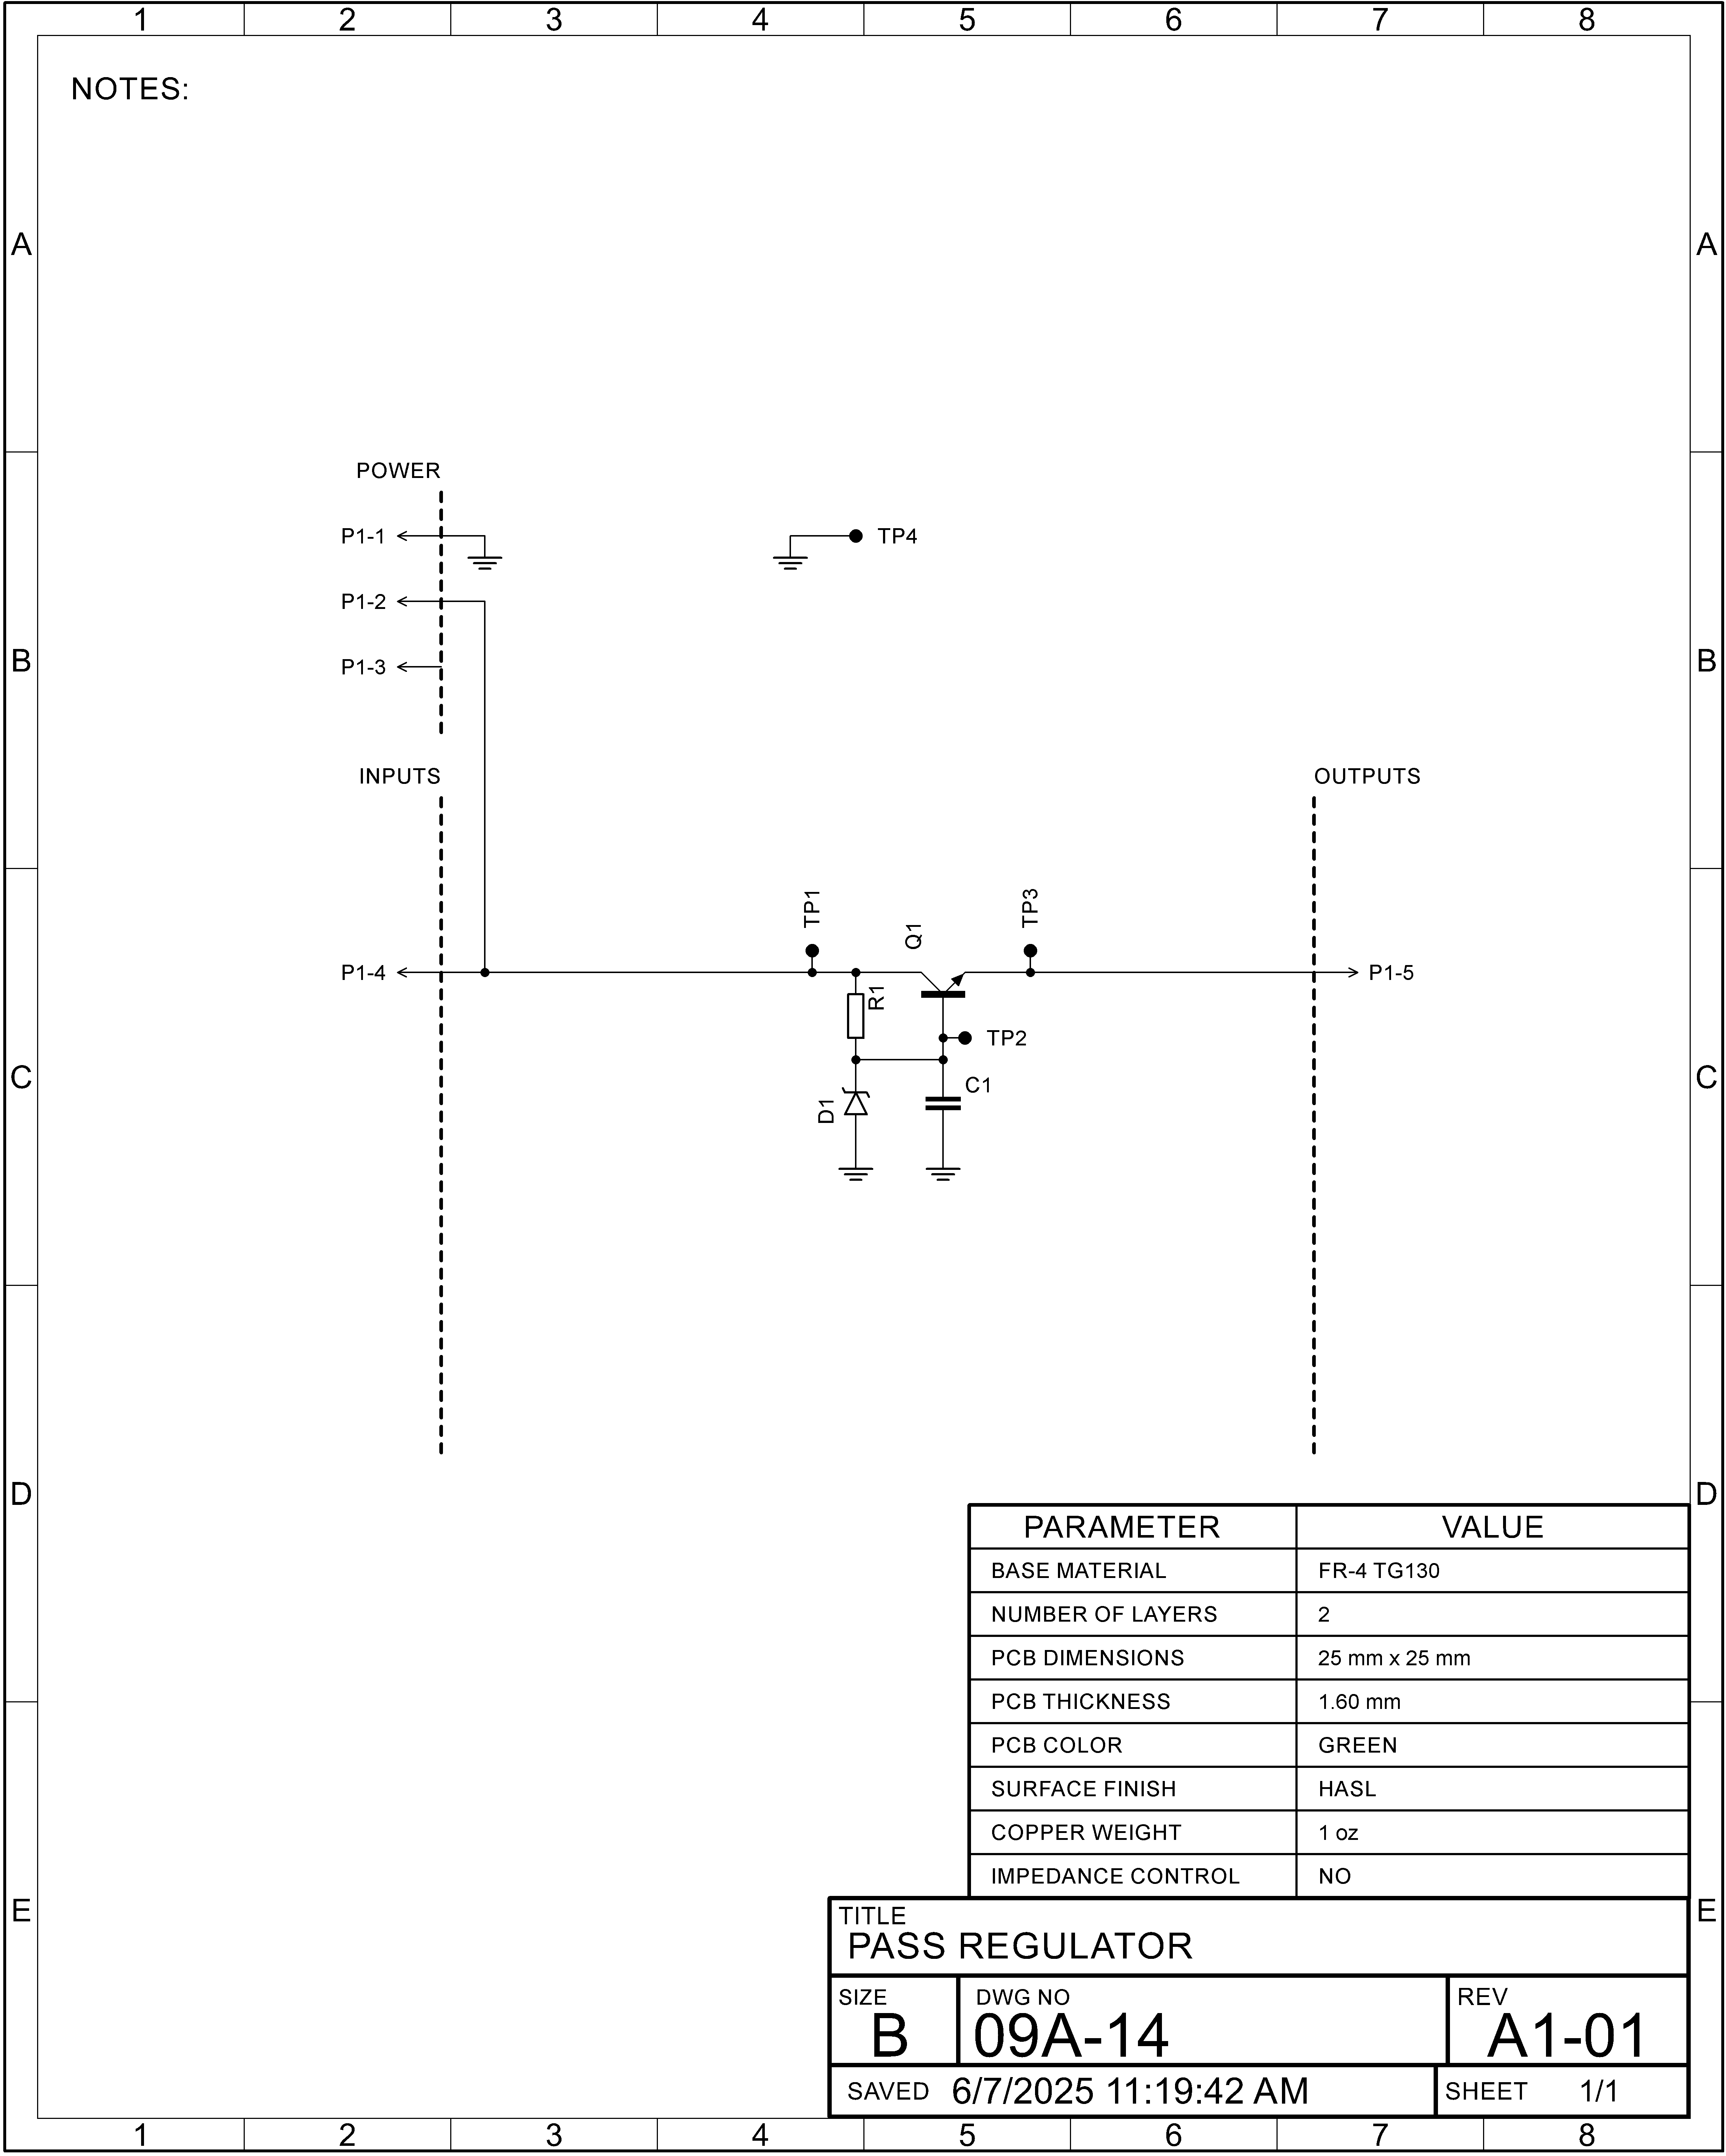 1 2 3 4 5 6 7 8
NOTES:
A A
POWER
P1-1 TP4
P1-2
B P1-3 B
INPUTS OUTPUTS
TP1 Q1 TP3
P1-4 P1-5
R1
TP2
C C1 C
D1
D D
PARAMETER VALUE
BASE MATERIAL FR-4 TG130
NUMBER OF LAYERS 2
PCB DIMENSIONS 25 mm x 25 mm
PCB THICKNESS 1.60 mm
PCB COLOR GREEN
SURFACE FINISH HASL
COPPER WEIGHT 1 oz
IMPEDANCE CONTROL NO
E E
TITLE
PASS REGULATOR
SIZE DWG NO REV
B 09A-14 A1-01
SAVED 6/7/2025 11:19:42 AM SHEET 1/1
1 2 3 4 5 6 7 8